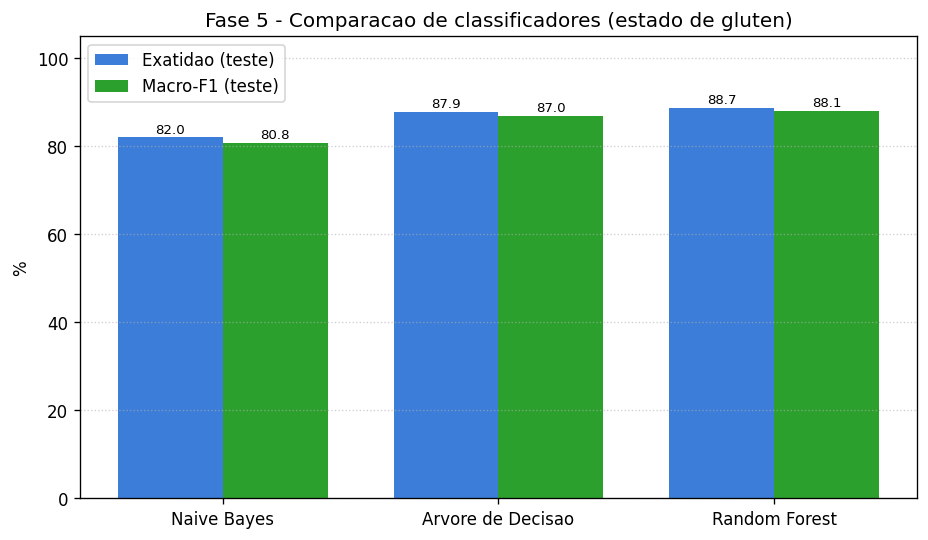 Fase 5 - Comparacao de classificadores (estado de gluten)
Exatidao (teste)
Macro-F1 (teste)
100
80
60
40
20
0
%
82.0
80.8
87.9
87.0
88.7
88.1
Naive Bayes
Arvore de Decisao
Random Forest